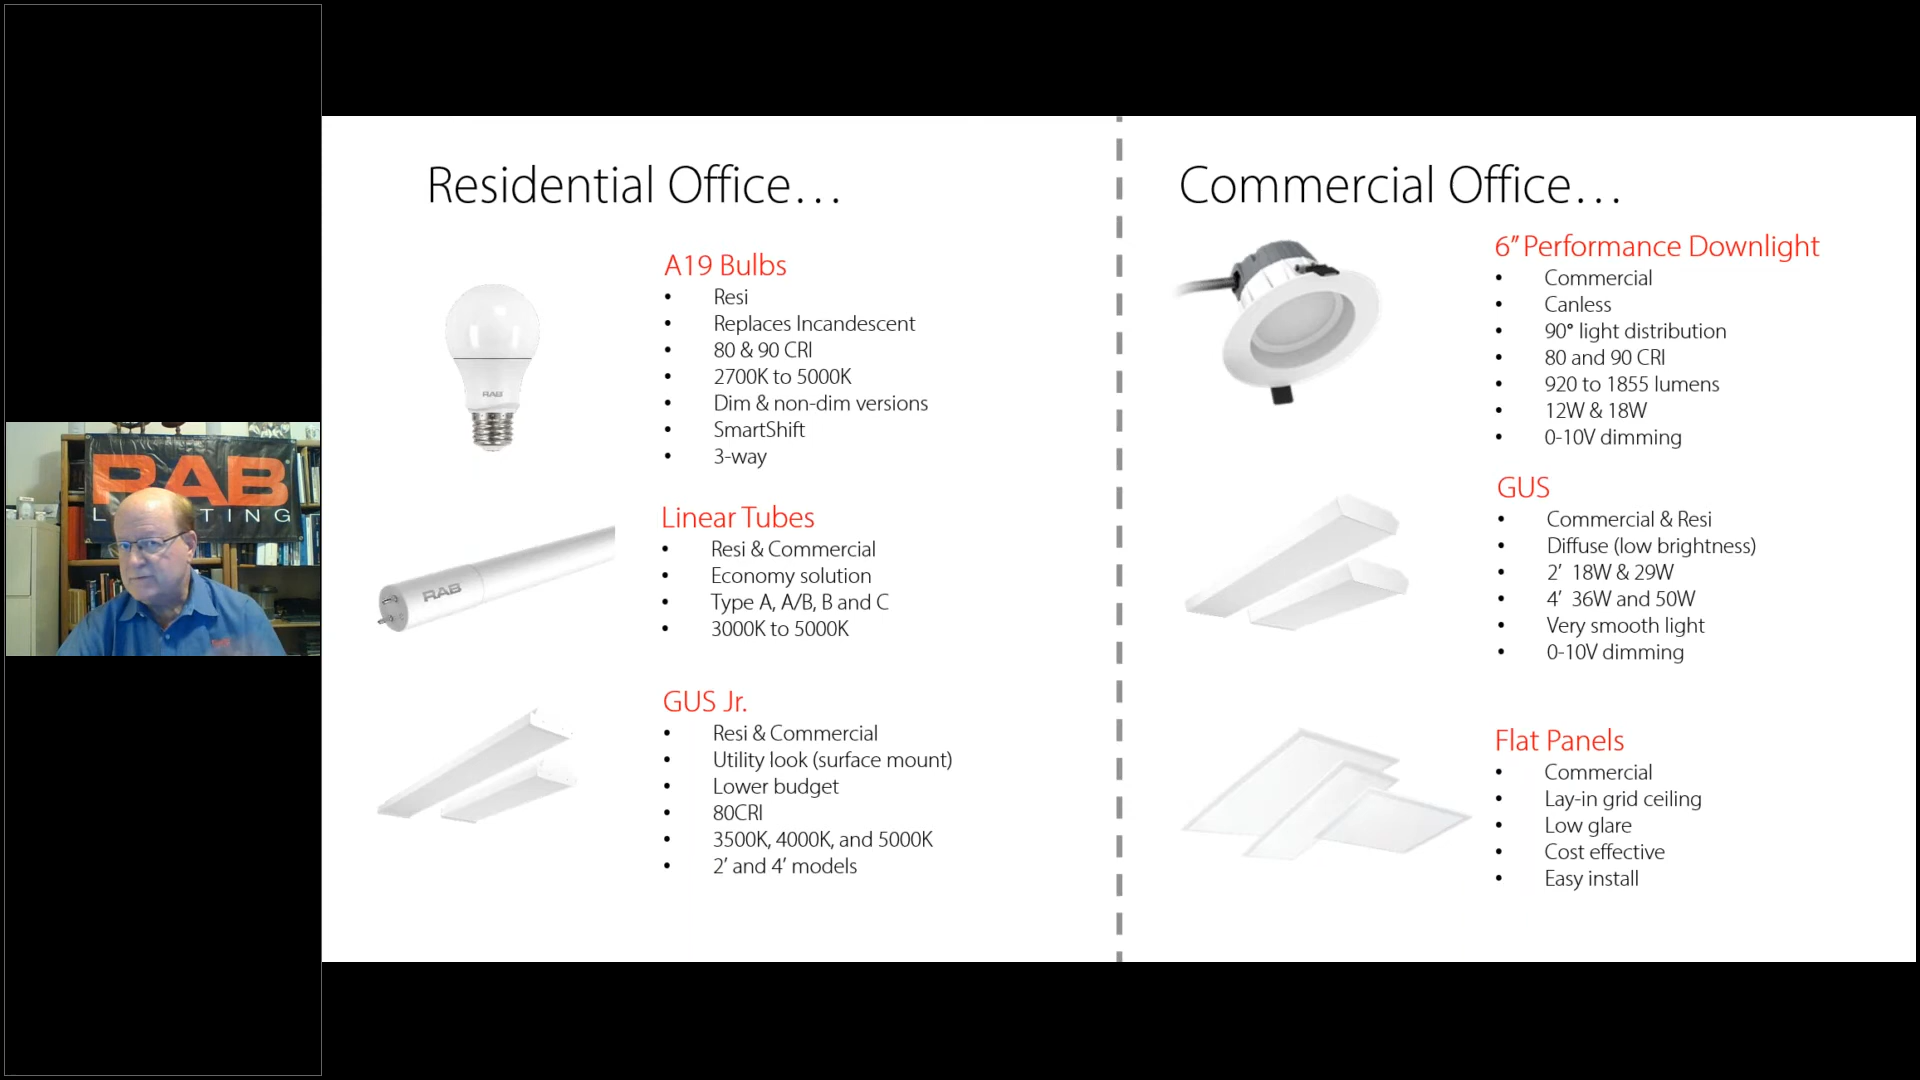 RAB
L TING
Residential Office…
A19 Bulbs
• Resi
• Replaces Incandescent
• 80 & 90 CRI
• 2700K to 5000K
• Dim & non-dim versions
• SmartShift
• 3-way
RAB
Linear Tubes
• Resi & Commercial
• Economy solution
• Type A, A/B, B and C
• 3000K to 5000K
RAB
GUS Jr.
• Resi & Commercial
• Utility look (surface mount)
• Lower budget
• 80CRI
• 3500K, 4000K, and 5000K
• 2’ and 4’ models
Commercial Office…
6” Performance Downlight
• Commercial
• Canless
• 90° light distribution
• 80 and 90 CRI
• 920 to 1855 lumens
• 12W & 18W
• 0-10V dimming
GUS
• Commercial & Resi
• Diffuse (low brightness)
• 2’ 18W & 29W
• 4’ 36W and 50W
• Very smooth light
• 0-10V dimming
Flat Panels
• Commercial
• Lay-in grid ceiling
• Low glare
• Cost effective
• Easy install